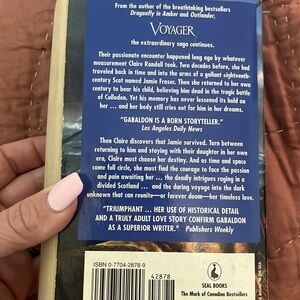 From the author of the breathtaking bestsellers
Dragonfly in Amber and Outlander,
VOYAGER
the extraordinary saga continues.
Their passionate encounter happened long ago by whatever
measurement Claire Randall took. Two decades before, she had
traveled back in time and into the arms of a gallant eighteenth-
century Scot named Jamie Fraser. Then she returned to her own
century to bear his child, believing him dead in the tragic battle
of Culloden. Yet his memory has never lessened its hold on
her ... and her body still cries out for him in her dreams.
"GABALDON IS A BORN STORYTELLER."
Los Angeles Daily News
Then Claire discovers that Jamie survived. Torn between
returning to him and staying with their daughter in her own
era, Claire must choose her destiny. And as time and space
come full circle, she must find the courage to face the passion
and pain awaiting her ... the deadly intrigues raging in a
divided Scotland ... and the daring voyage into the dark
unknown that can reunite—or forever doom—her timeless love.
"TRIUMPHANT ... HER USE OF HISTORICAL DETAIL
AND A TRULY ADULT LOVE STORY CONFIRM GABALDON
AS A SUPERIOR WRITER." Publishers Weekly
ISBN 0-7704-2878-9
42878
SEAL BOOKS
The Mark of Canadian Bestsellers